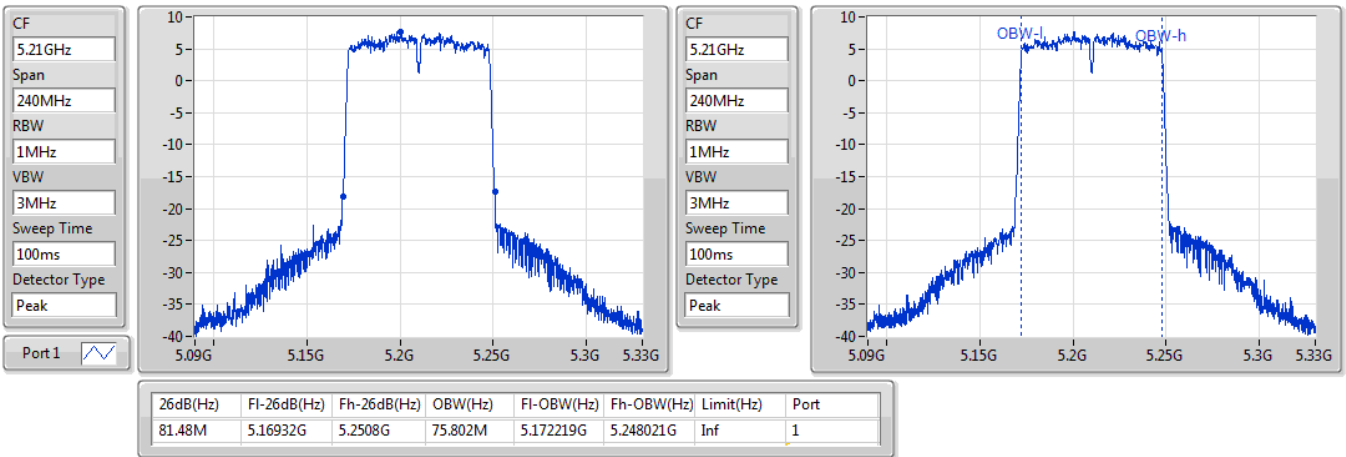 CF
5.21GHz
Span
240MHz
RBW
1MHz
VBW
3MHz
Sweep Time
100ms
Detector Type
Peak
Port 1
10
5
0
-5
-10
-15
-20
-25
-30
-35
-40
5.09G 5.15G 5.2G 5.25G 5.3G 5.33G
CF
5.21GHz
Span
240MHz
RBW
1MHz
VBW
3MHz
Sweep Time
100ms
Detector Type
Peak
10
5
0
-5
-10
-15
-20
-25
-30
-35
-40
OBW-l OBW-h
5.09G 5.15G 5.2G 5.25G 5.3G 5.33G
26dB(Hz) Fl-26dB(Hz) Fh-26dB(Hz) OBW(Hz) Fl-OBW(Hz) Fh-OBW(Hz) Limit(Hz) Port
81.48M 5.16932G 5.2508G 75.802M 5.172219G 5.248021G Inf 1